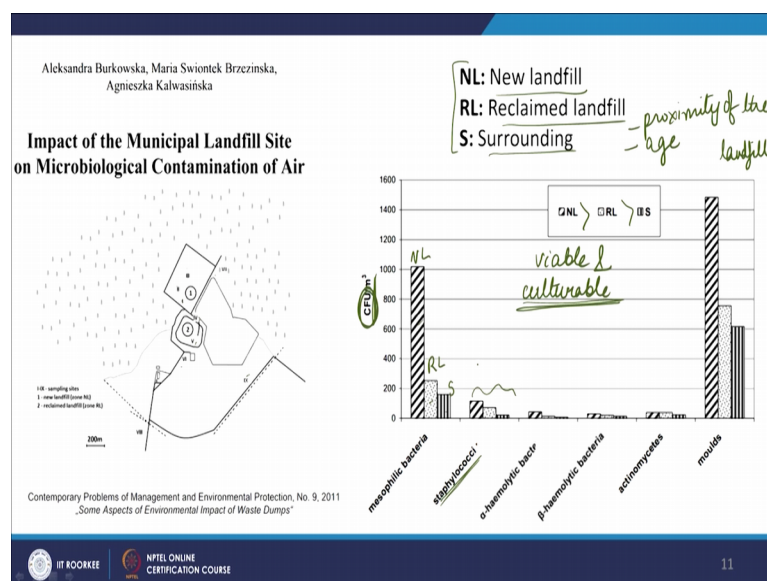 Aleksandra Burkowska, Maria Swiontek Brzezinska,
Agnieszka Kalwasińska
Impact of the Municipal Landfill Site
on Microbiological Contamination of Air
I-IX - sampling sites
1 - new landfill (zone NL)
2 - reclaimed landfill (zone RL)
200m
Contemporary Problems of Management and Environmental Protection, No. 9, 2011
„Some Aspects of Environmental Impact of Waste Dumps”
NL: New landfill
RL: Reclaimed landfill
S: Surrounding
= proximity of the
landfill
= age
1600
1400
1200
1000
800
600
400
200
0
CFU/m³
NL > RL > S
viable &
culturable
NL
RL
S
mesophilic bacteria
staphylococci
α-haemolytic bacte
β-haemolytic bacteria
actinomycetes
moulds
IIT ROORKEE
NPTEL ONLINE
CERTIFICATION COURSE
11